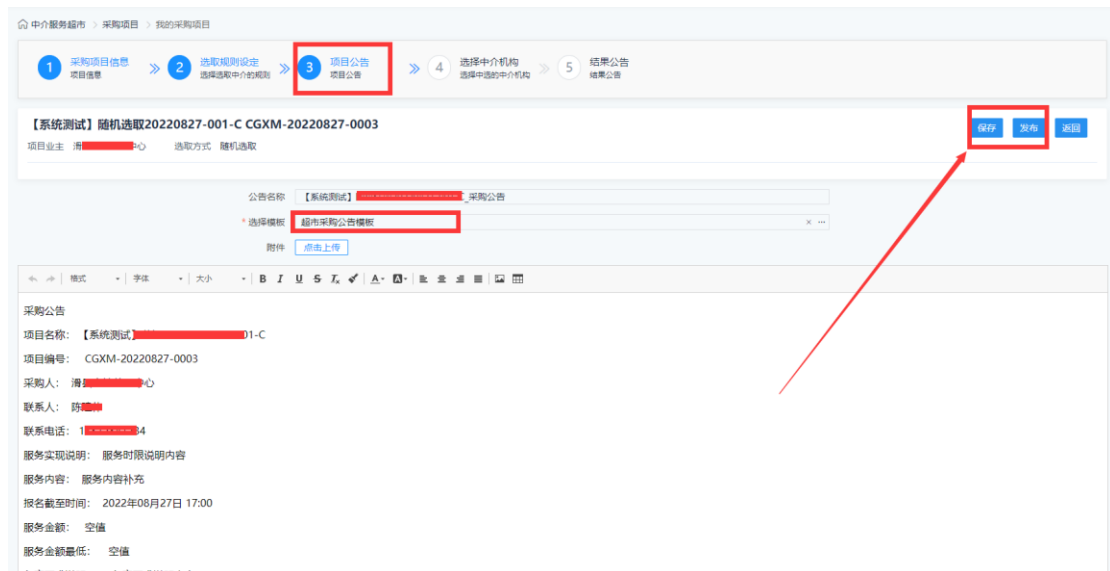 中介服务超市 > 采购项目 > 我的采购项目
1 采购项目信息 项目信息 2 选取规则设定 选择选取中介的规则 3 项目公告 项目公告 4 选择中介机构 选择中选的中介机构 5 结果公告 结果公告
【系统测试】随机选取20220827-001-C CGXM-20220827-0003
保存 发布 返回
项目业主 滑 中心 选取方式 随机选取
公告名称 【系统测试】 C_采购公告
* 选择模板 超市采购公告模板 × ···
附件 点击上传
格式 字体 大小 B I U S Tx A A
采购公告
项目名称: 【系统测试】 01-C
项目编号: CGXM-20220827-0003
采购人: 滑 中心
联系人: 陈
联系电话: 1 34
服务实现说明: 服务时限说明内容
服务内容: 服务内容补充
报名截至时间: 2022年08月27日 17:00
服务金额: 空值
服务金额最低: 空值